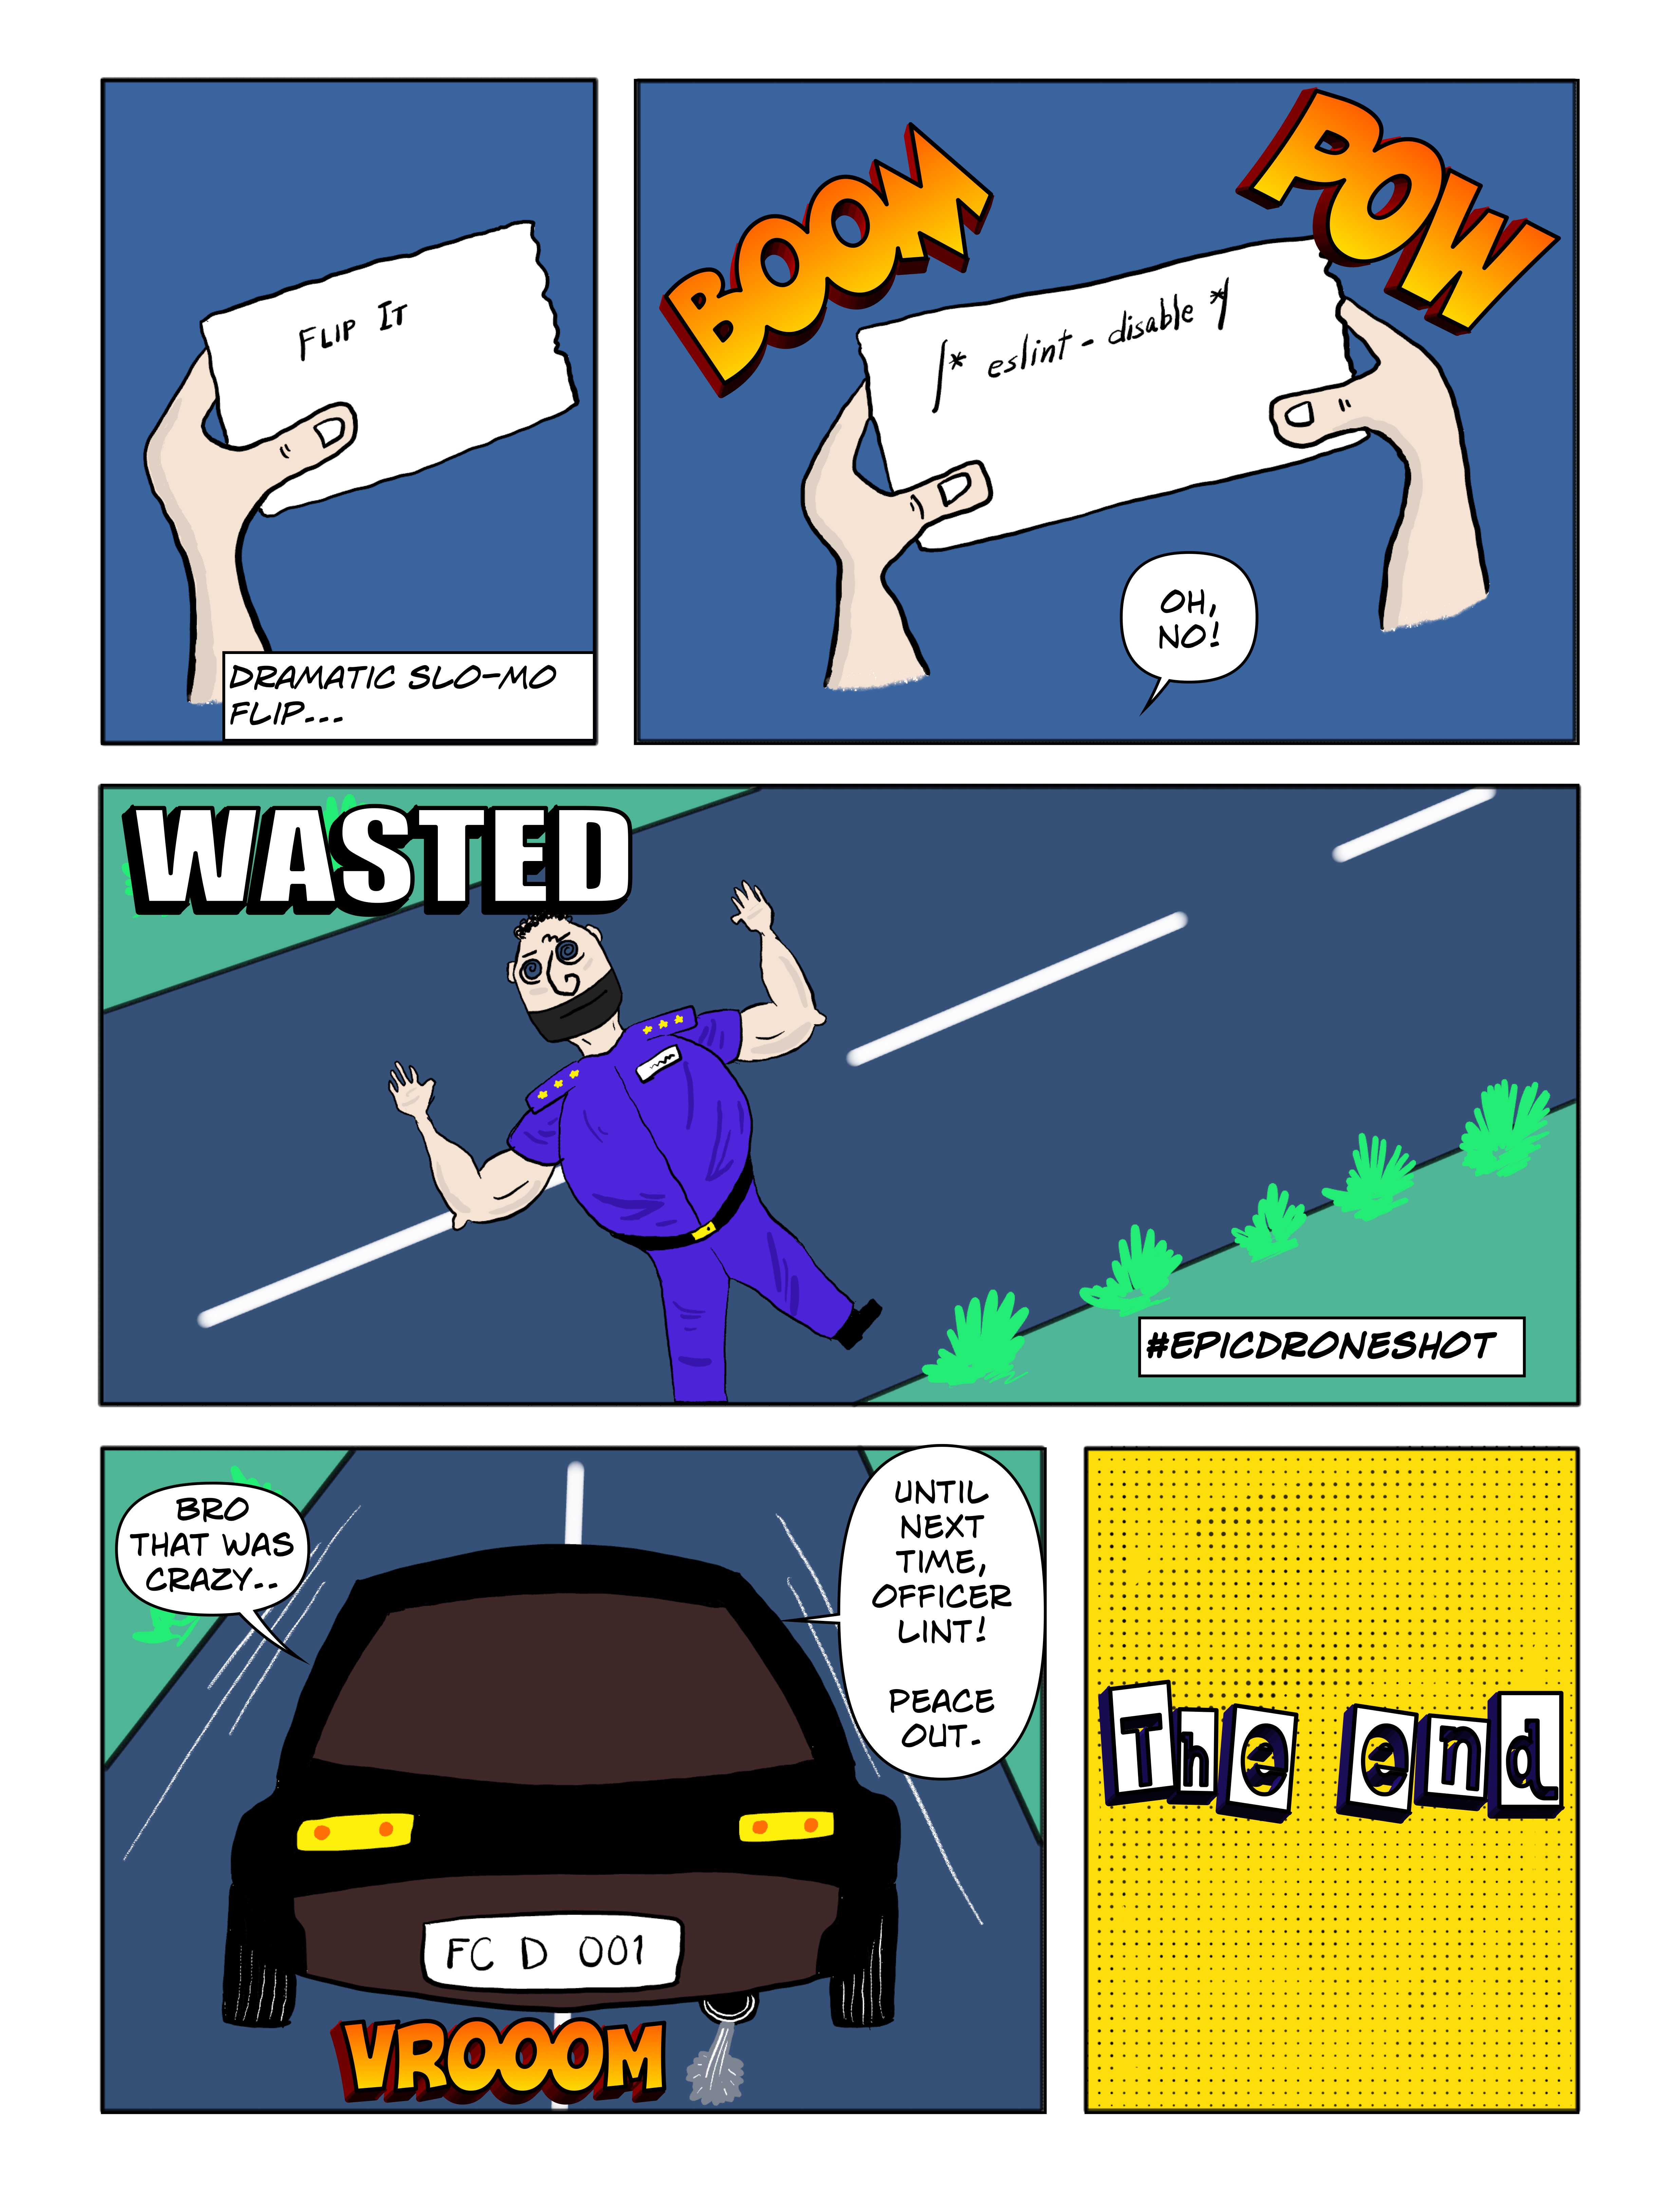 FLIP IT
DRAMATIC SLO-MO
FLIP...
BOOM
POW
/* eslint-disable */
OH,
NO!
WASTED
#EPICDRONESHOT
BRO
THAT WAS
CRAZY..
UNTIL
NEXT
TIME,
OFFICER
LINT!
PEACE
OUT.
FC D 001
VROOOM
The end